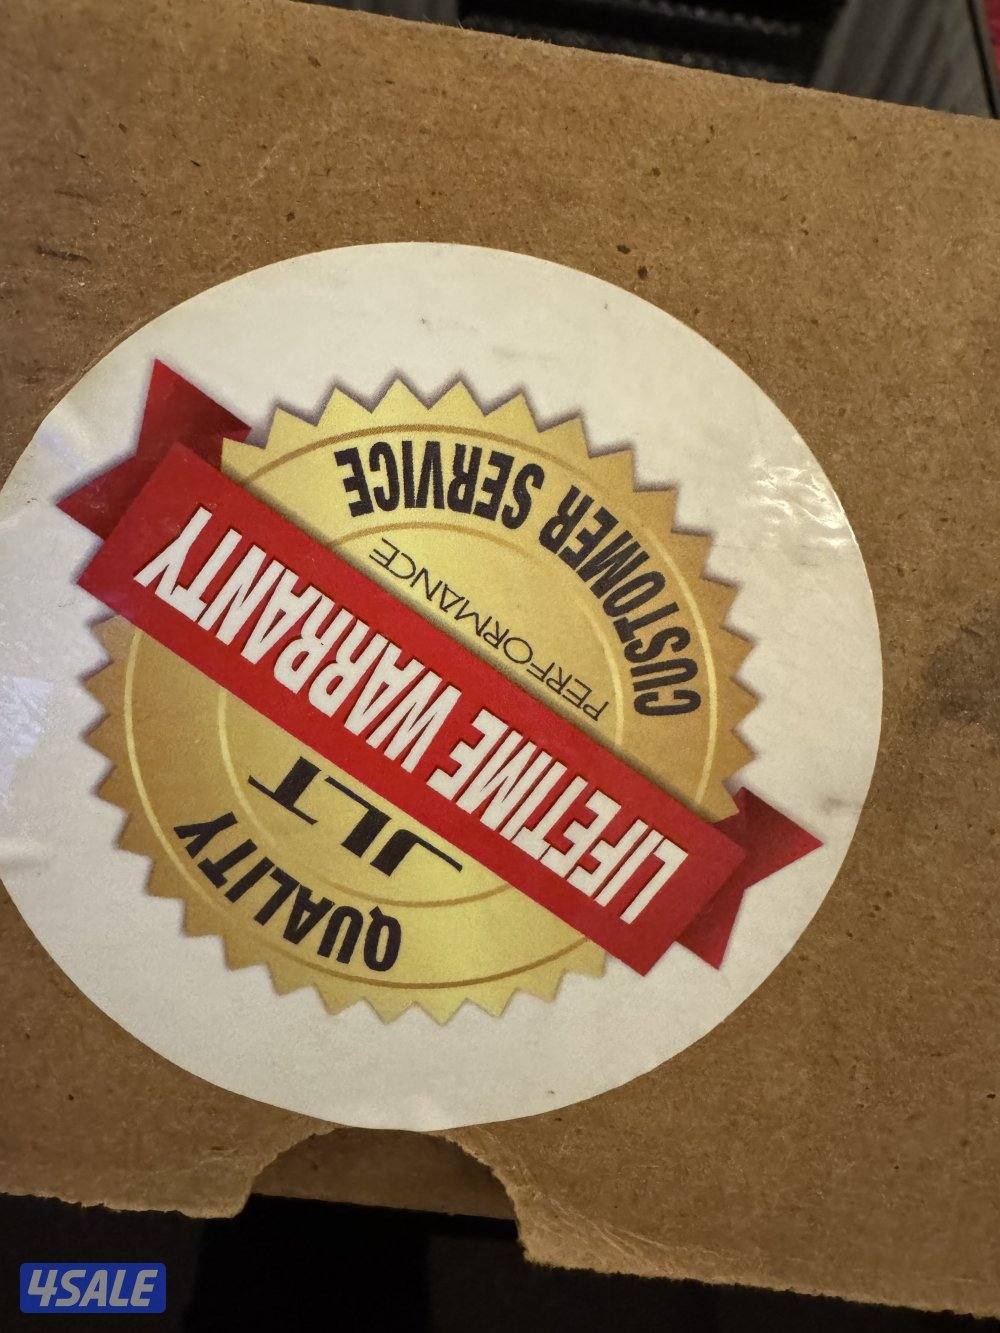 QUALITY
JLT
LIFETIME WARRANTY
PERFORMANCE
CUSTOMER SERVICE
4SALE